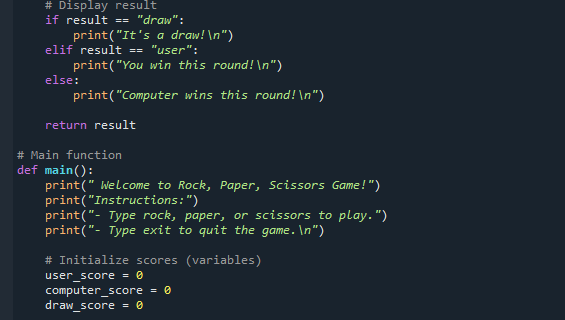 # Display result
if result == "draw":
print("It's a draw!\n")
elif result == "user":
print("You win this round!\n")
else:
print("Computer wins this round!\n")
return result
# Main function
def main():
print(" Welcome to Rock, Paper, Scissors Game!")
print("Instructions:")
print("- Type rock, paper, or scissors to play.")
print("- Type exit to quit the game.\n")
# Initialize scores (variables)
user_score = 0
computer_score = 0
draw_score = 0